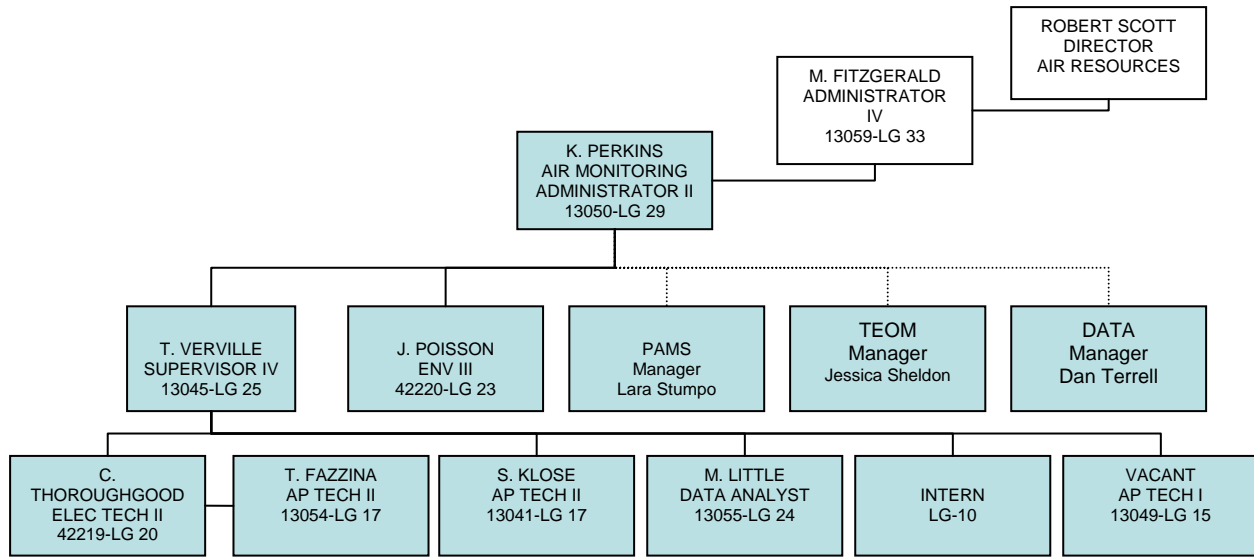 ROBERT SCOTT
DIRECTOR
AIR RESOURCES
M. FITZGERALD
ADMINISTRATOR
IV
13059-LG 33
K. PERKINS
AIR MONITORING
ADMINISTRATOR II
13050-LG 29
T. VERVILLE
SUPERVISOR IV
13045-LG 25
J. POISSON
ENV III
42220-LG 23
PAMS
Manager
Lara Stumpo
TEOM
Manager
Jessica Sheldon
DATA
Manager
Dan Terrell
C.
THOROUGHGOOD
ELEC TECH II
42219-LG 20
T. FAZZINA
AP TECH II
13054-LG 17
S. KLOSE
AP TECH II
13041-LG 17
M. LITTLE
DATA ANALYST
13055-LG 24
INTERN
LG-10
VACANT
AP TECH I
13049-LG 15